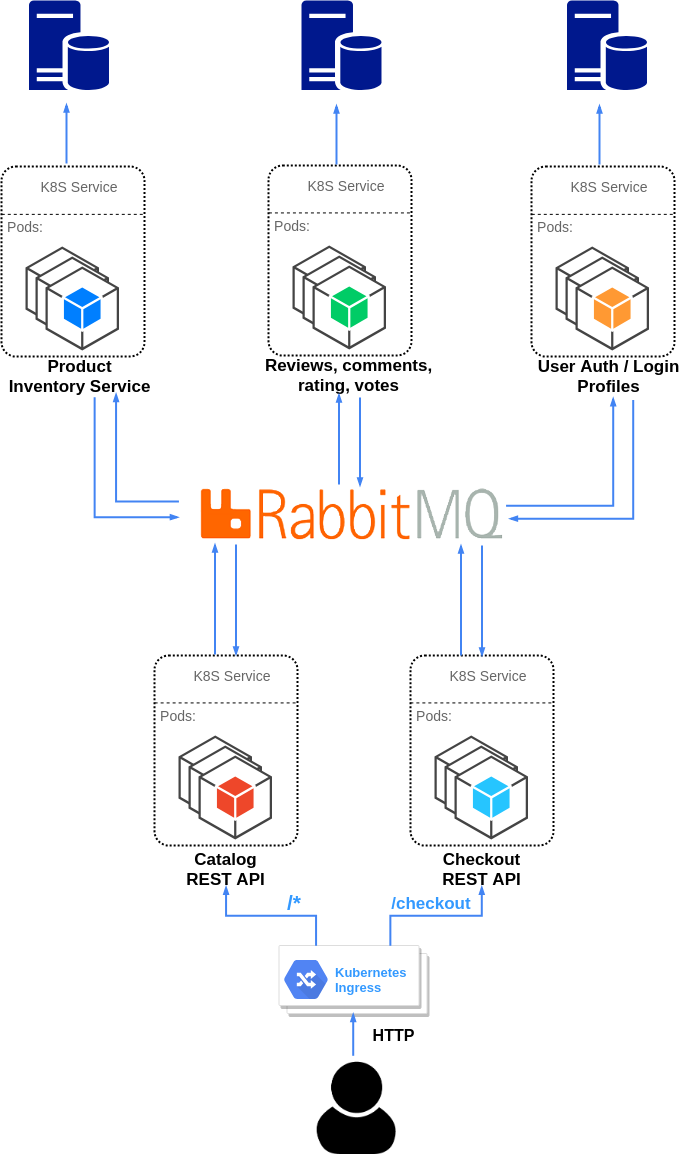 K8S Service
Pods:
Product
Inventory Service
K8S Service
Pods:
Reviews, comments,
rating, votes
K8S Service
Pods:
User Auth / Login
Profiles
RabbitMQ
K8S Service
Pods:
Catalog
REST API
K8S Service
Pods:
Checkout
REST API
/*
/checkout
Kubernetes
Ingress
HTTP